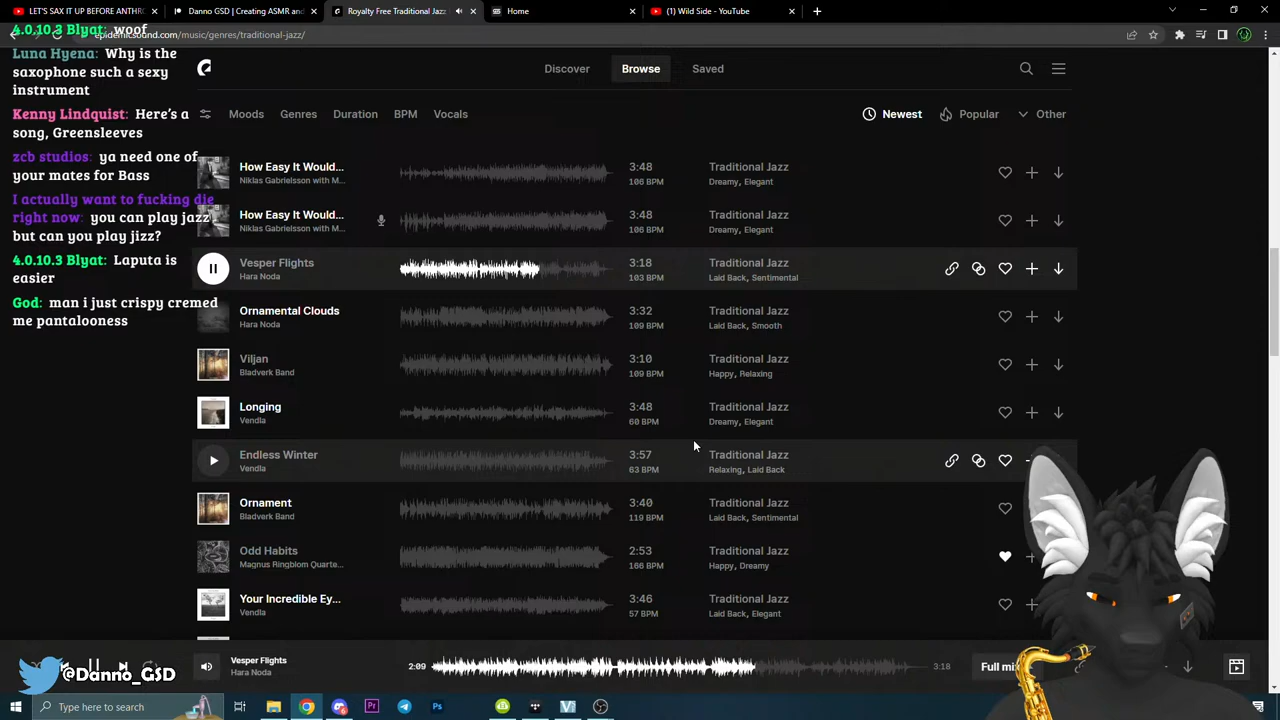 LET'S SAX IT UP BEFORE ANTHR
Danno GSD | Creating ASMR and
Royalty Free Traditional Jazz
Home
(1) Wild Side - YouTube
epidemicsound.com/music/genres/traditional-jazz/
4.0.10.3 Blyat: woof
Luna Hyena: Why is the
saxophone such a sexy
instrument
Kenny Lindquist: Here's a
song, Greensleeves
zcb studios: ya need one of
your mates for Bass
I actually want to fucking die
right now: you can play jazz
but can you play jizz?
4.0.10.3 Blyat: Laputa is
easier
God: man i just crispy cremed
me pantalooness
Discover
Browse
Saved
Moods
Genres
Duration
BPM
Vocals
Newest
Popular
Other
How Easy It Would...
Niklas Gabrielsson with M...
3:48
106 BPM
Traditional Jazz
Dreamy, Elegant
How Easy It Would...
Niklas Gabrielsson with M...
3:48
106 BPM
Traditional Jazz
Dreamy, Elegant
Vesper Flights
Hara Noda
3:18
103 BPM
Traditional Jazz
Laid Back, Sentimental
Ornamental Clouds
Hara Noda
3:32
109 BPM
Traditional Jazz
Laid Back, Smooth
Viljan
Bladverk Band
3:10
109 BPM
Traditional Jazz
Happy, Relaxing
Longing
Vendla
3:48
60 BPM
Traditional Jazz
Dreamy, Elegant
Endless Winter
Vendla
3:57
63 BPM
Traditional Jazz
Relaxing, Laid Back
Ornament
Bladverk Band
3:40
119 BPM
Traditional Jazz
Laid Back, Sentimental
Odd Habits
Magnus Ringblom Quarte...
2:53
166 BPM
Traditional Jazz
Happy, Dreamy
Your Incredible Ey...
Vendla
3:46
57 BPM
Traditional Jazz
Laid Back, Elegant
@Danno_GSD
Vesper Flights
Hara Noda
2:09
3:18
Full mix
Type here to search
Pr
Ps